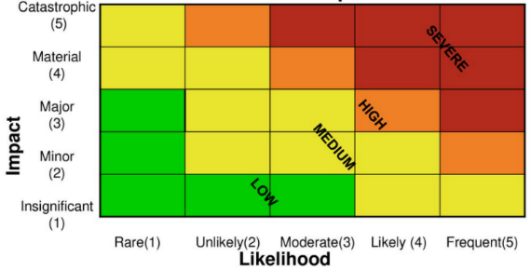 Catastrophic
(5)
Material
(4)
Major
(3)
Minor
(2)
Insignificant
(1)
Impact
SEVERE
HIGH
MEDIUM
LOW
Rare(1) Unlikely(2) Moderate(3) Likely (4) Frequent(5)
Likelihood